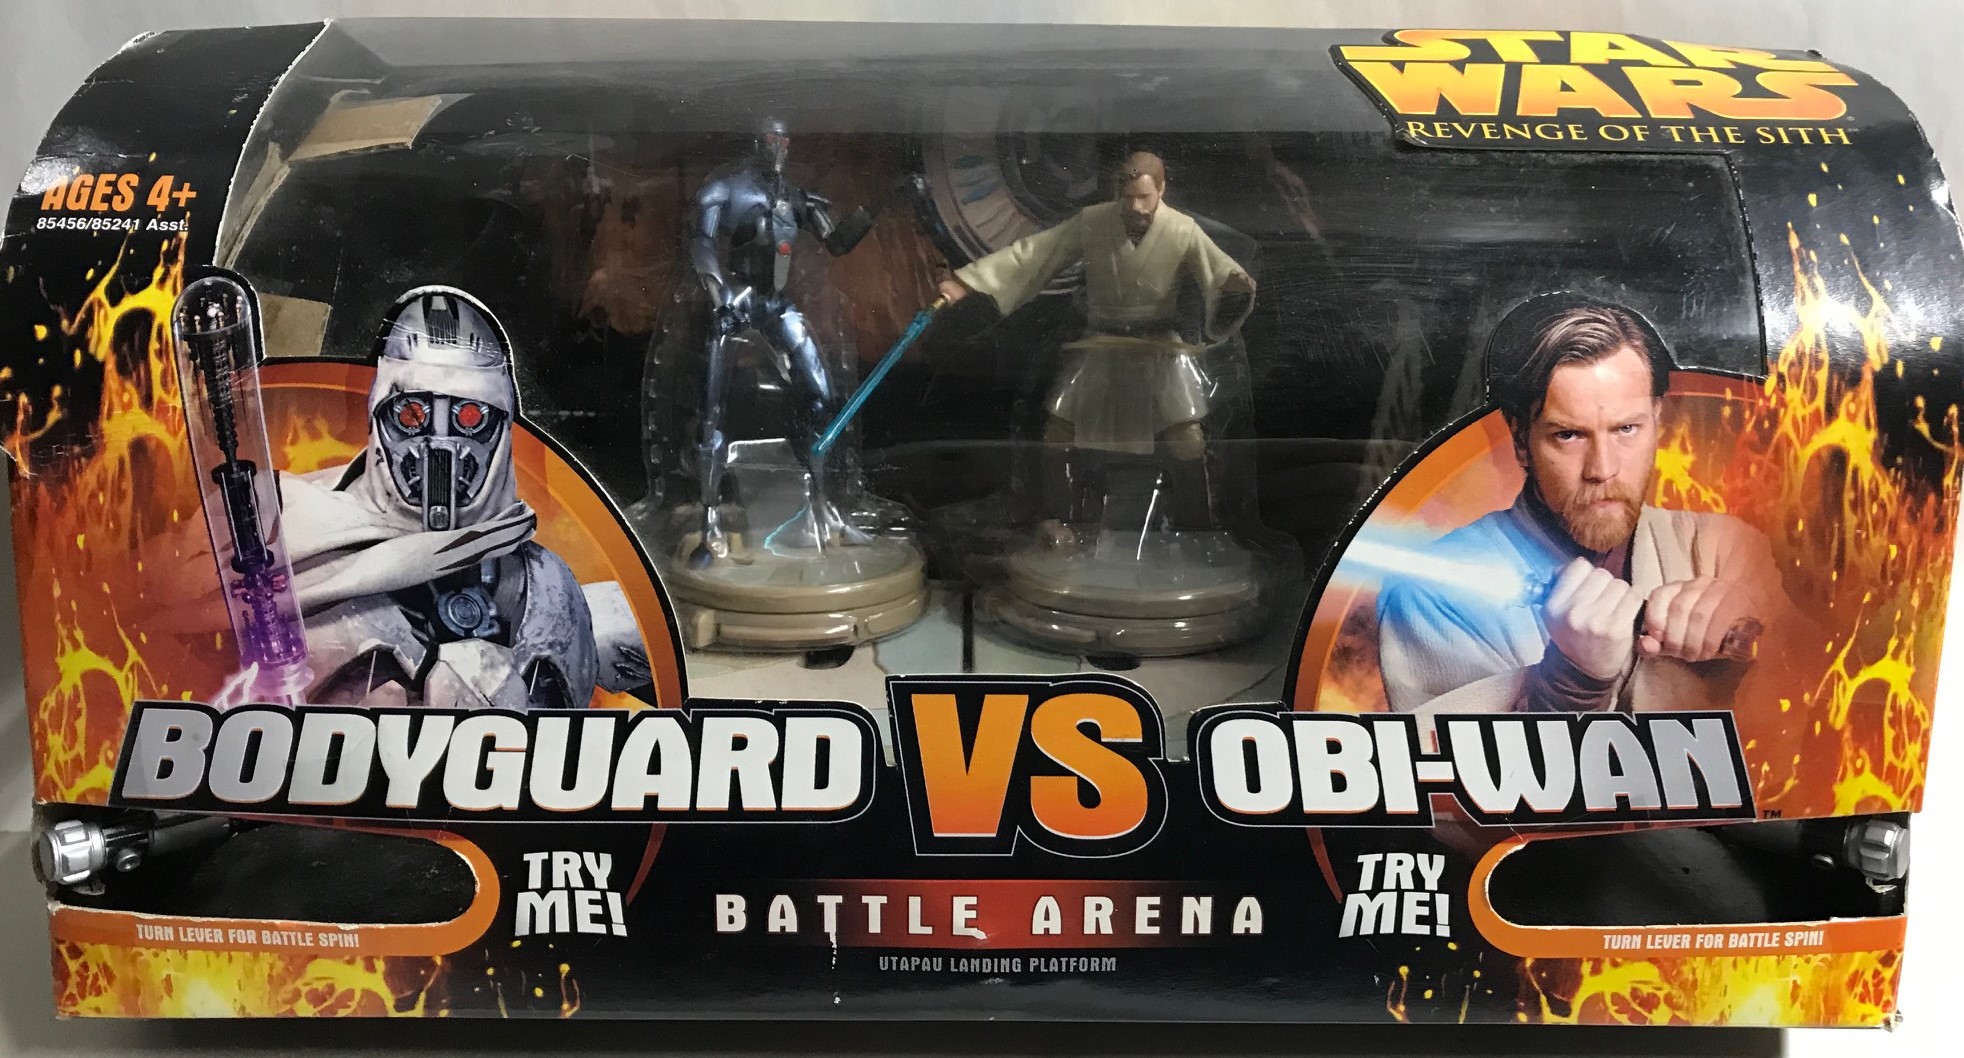 STAR
WARS
REVENGE OF THE SITH
AGES 4+
85456/85241 Asst.
BODYGUARD VS OBI-WAN™
TRY
ME!
TRY
ME!
BATTLE ARENA
TURN LEVER FOR BATTLE SPIN!
TURN LEVER FOR BATTLE SPIN!
UTAPAU LANDING PLATFORM